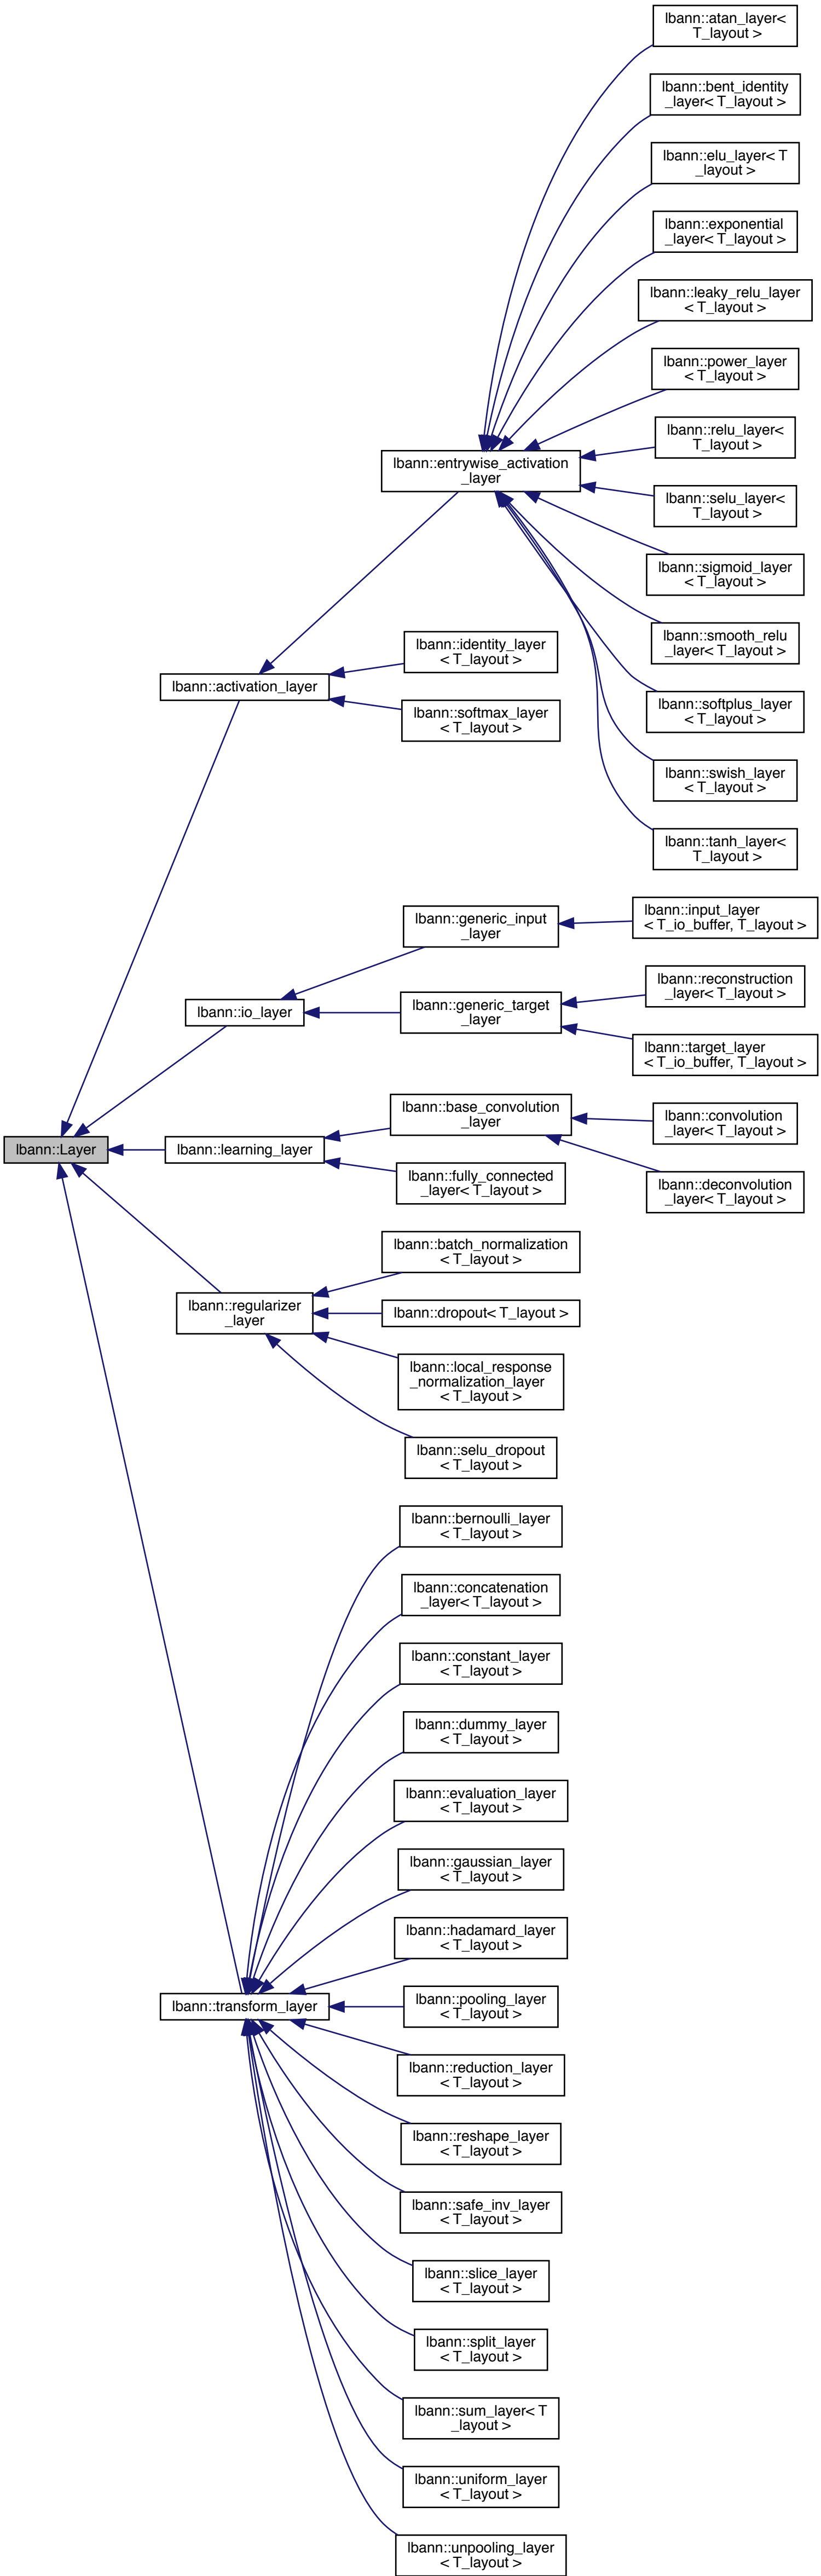 lbann::atan_layer<
T_layout >
lbann::bent_identity
_layer< T_layout >
lbann::elu_layer< T
_layout >
lbann::exponential
_layer< T_layout >
lbann::leaky_relu_layer
< T_layout >
lbann::power_layer
< T_layout >
lbann::relu_layer<
T_layout >
lbann::entrywise_activation
_layer
lbann::selu_layer<
T_layout >
lbann::sigmoid_layer
< T_layout >
lbann::smooth_relu
_layer< T_layout >
lbann::identity_layer
< T_layout >
lbann::activation_layer
lbann::softmax_layer
< T_layout >
lbann::softplus_layer
< T_layout >
lbann::swish_layer
< T_layout >
lbann::tanh_layer<
T_layout >
lbann::generic_input
_layer
lbann::input_layer
< T_io_buffer, T_layout >
lbann::io_layer
lbann::generic_target
_layer
lbann::reconstruction
_layer< T_layout >
lbann::target_layer
< T_io_buffer, T_layout >
lbann::base_convolution
_layer
lbann::convolution
_layer< T_layout >
lbann::Layer
lbann::learning_layer
lbann::fully_connected
_layer< T_layout >
lbann::deconvolution
_layer< T_layout >
lbann::batch_normalization
< T_layout >
lbann::regularizer
_layer
lbann::dropout< T_layout >
lbann::local_response
_normalization_layer
< T_layout >
lbann::selu_dropout
< T_layout >
lbann::bernoulli_layer
< T_layout >
lbann::concatenation
_layer< T_layout >
lbann::constant_layer
< T_layout >
lbann::dummy_layer
< T_layout >
lbann::evaluation_layer
< T_layout >
lbann::gaussian_layer
< T_layout >
lbann::hadamard_layer
< T_layout >
lbann::transform_layer
lbann::pooling_layer
< T_layout >
lbann::reduction_layer
< T_layout >
lbann::reshape_layer
< T_layout >
lbann::safe_inv_layer
< T_layout >
lbann::slice_layer
< T_layout >
lbann::split_layer
< T_layout >
lbann::sum_layer< T
_layout >
lbann::uniform_layer
< T_layout >
lbann::unpooling_layer
< T_layout >